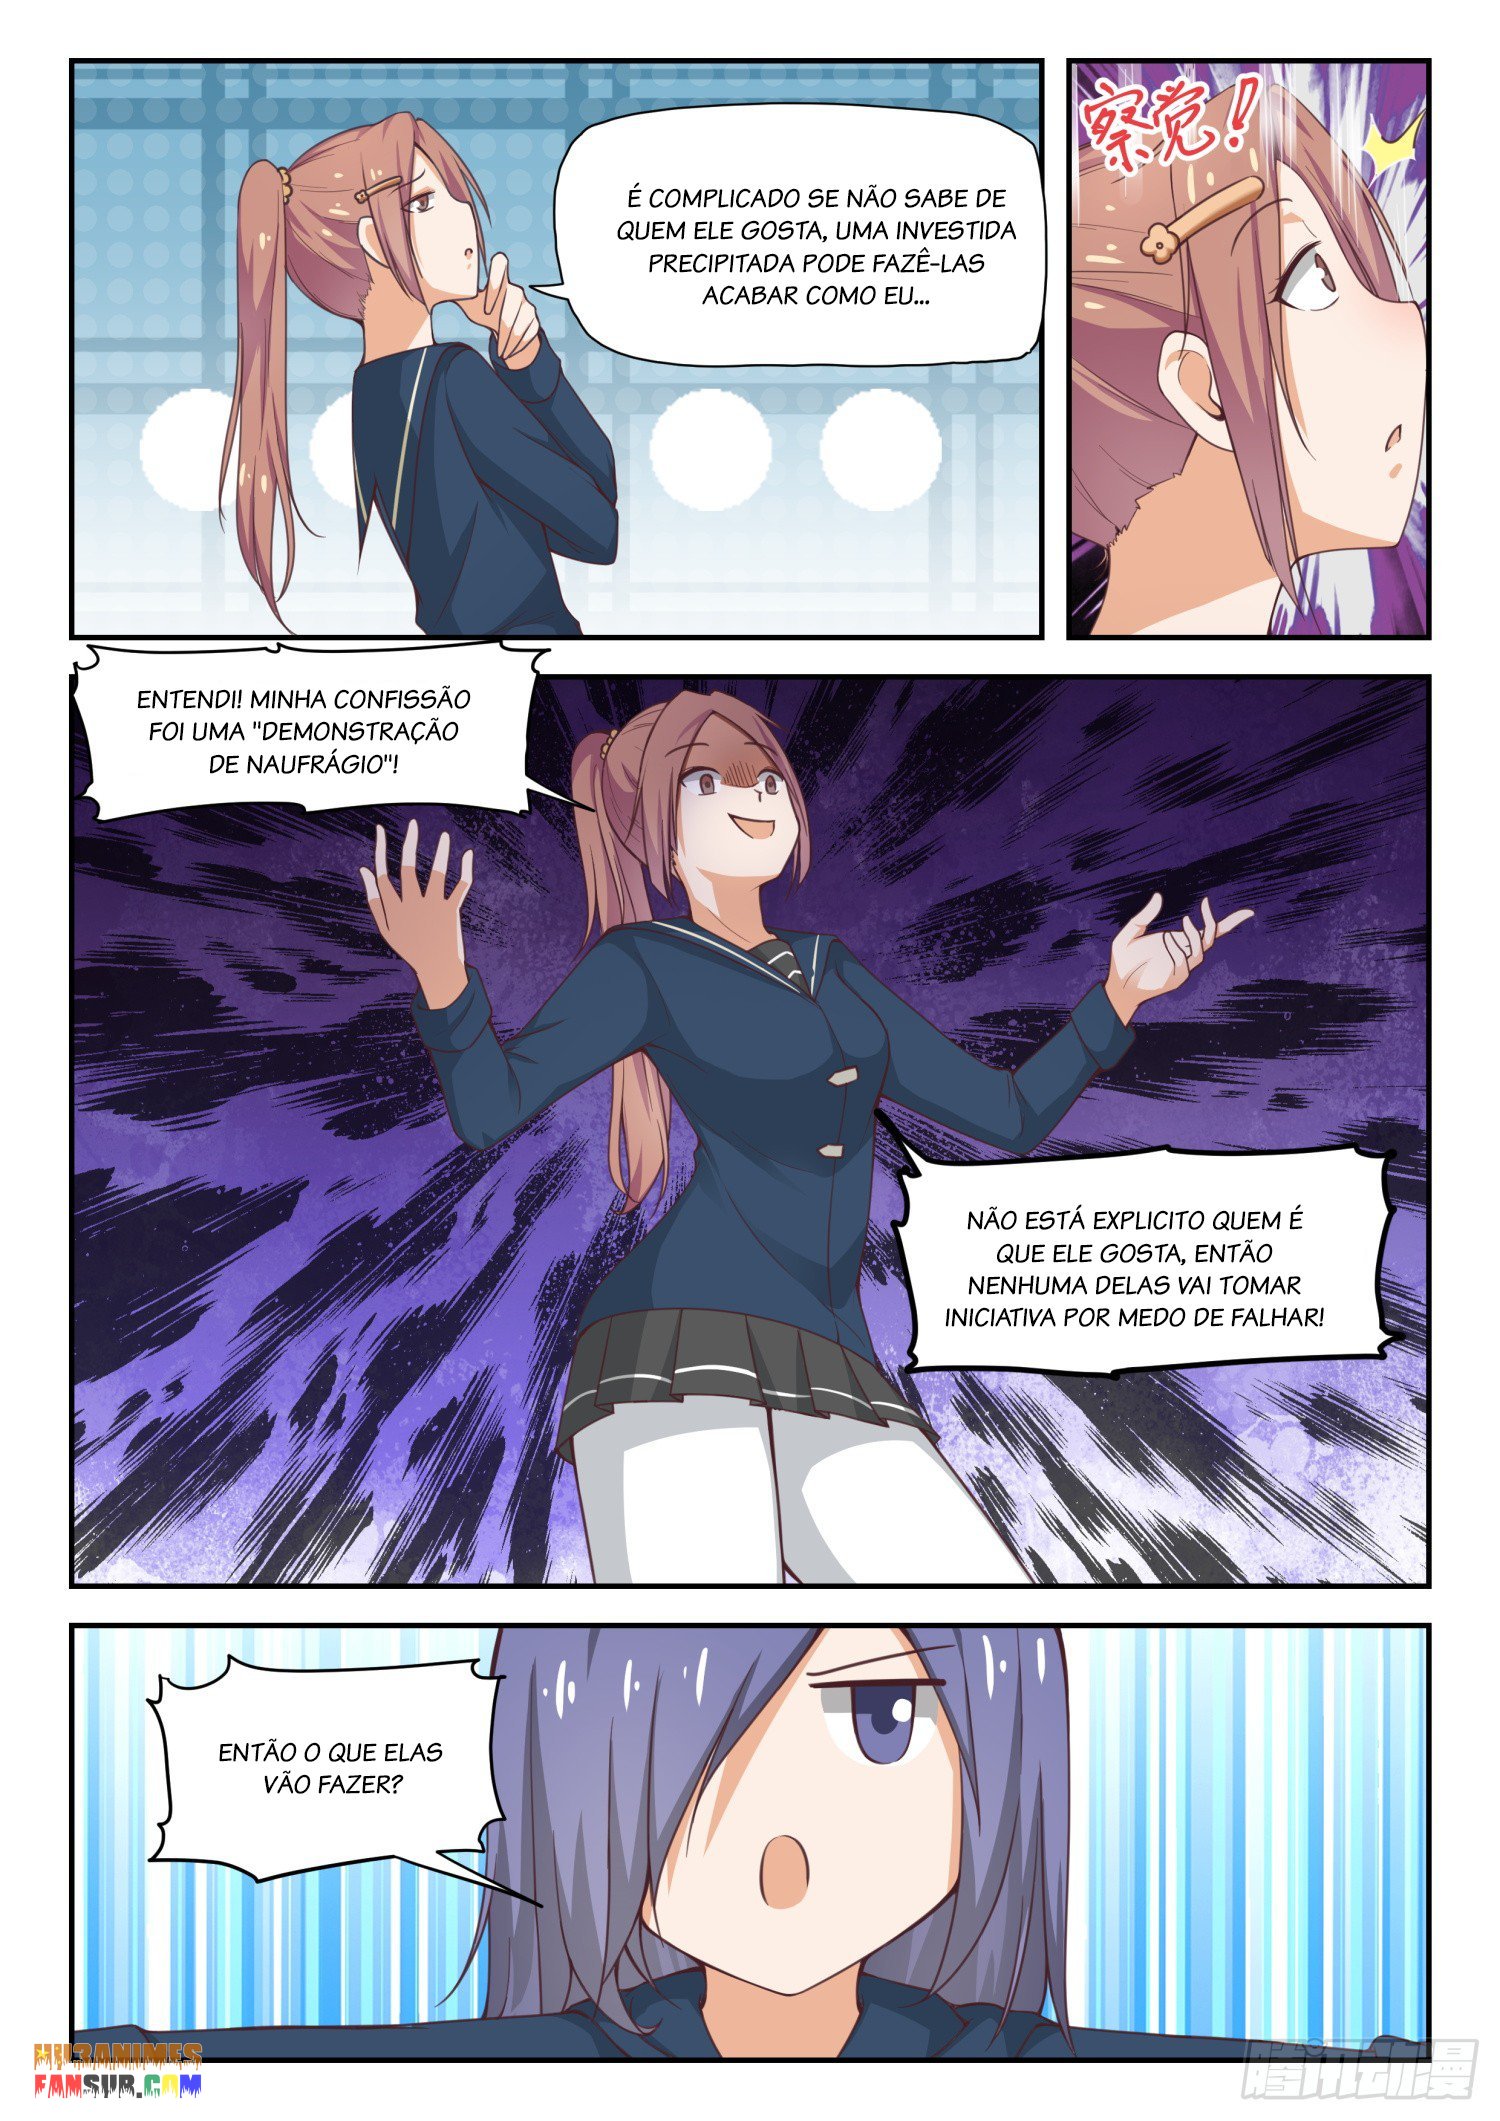 É COMPLICADO SE NÃO SABE DE
QUEM ELE GOSTA, UMA INVESTIDA
PRECIPITADA PODE FAZÊ-LAS
ACABAR COMO EU...
察觉!
ENTENDI! MINHA CONFISSÃO
FOI UMA "DEMONSTRAÇÃO
DE NAUFRÁGIO"!
NÃO ESTÁ EXPLICITO QUEM É
QUE ELE GOSTA, ENTÃO
NENHUMA DELAS VAI TOMAR
INICIATIVA POR MEDO DE FALHAR!
ENTÃO O QUE ELAS
VÃO FAZER?
HU3ANIMES
FANSUB.COM
腾讯动漫